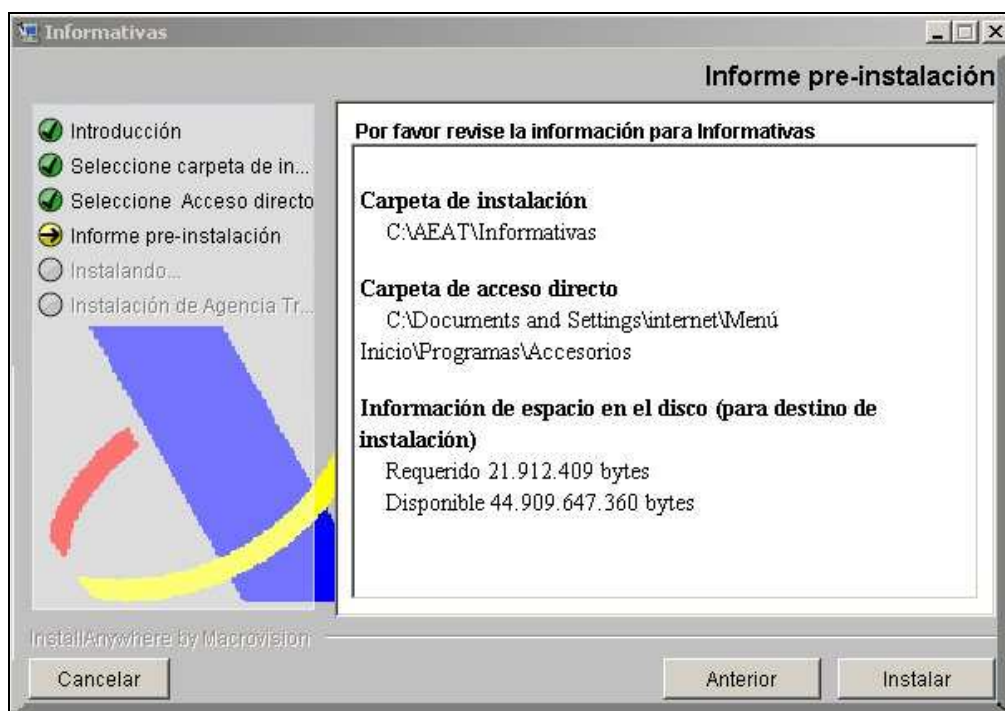 Informativas
Informe pre-instalación
Introducción
Seleccione carpeta de in...
Seleccione Acceso directo
Informe pre-instalación
Instalando...
Instalación de Agencia Tr...
Por favor revise la información para Informativas
Carpeta de instalación
C:\AEAT\Informativas
Carpeta de acceso directo
C:\Documents and Settings\internet\Menú
Inicio\Programas\Accesorios
Información de espacio en el disco (para destino de
instalación)
Requerido 21.912.409 bytes
Disponible 44.909.647.360 bytes
InstallAnywhere by Macrovision
Cancelar
Anterior
Instalar